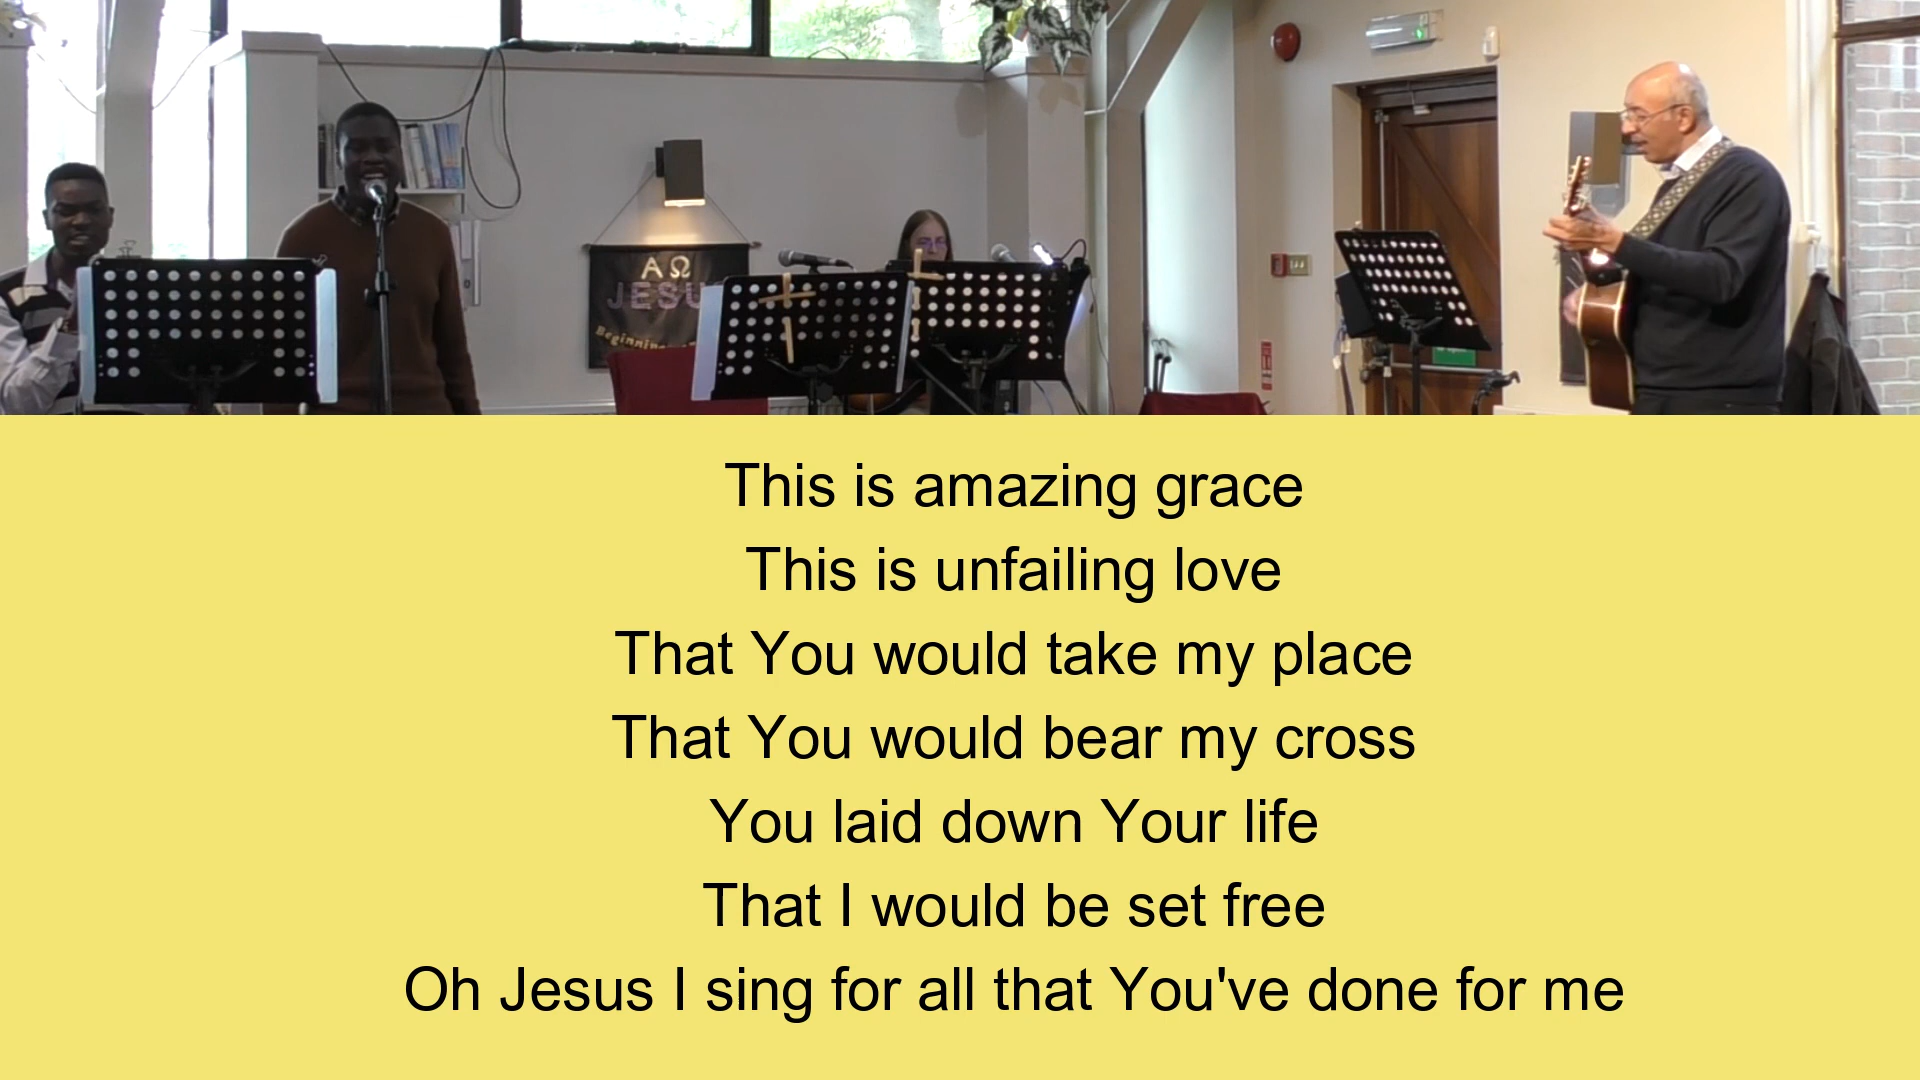 ΑΩ
JESU
Beginning
This is amazing grace
This is unfailing love
That You would take my place
That You would bear my cross
You laid down Your life
That I would be set free
Oh Jesus I sing for all that You've done for me